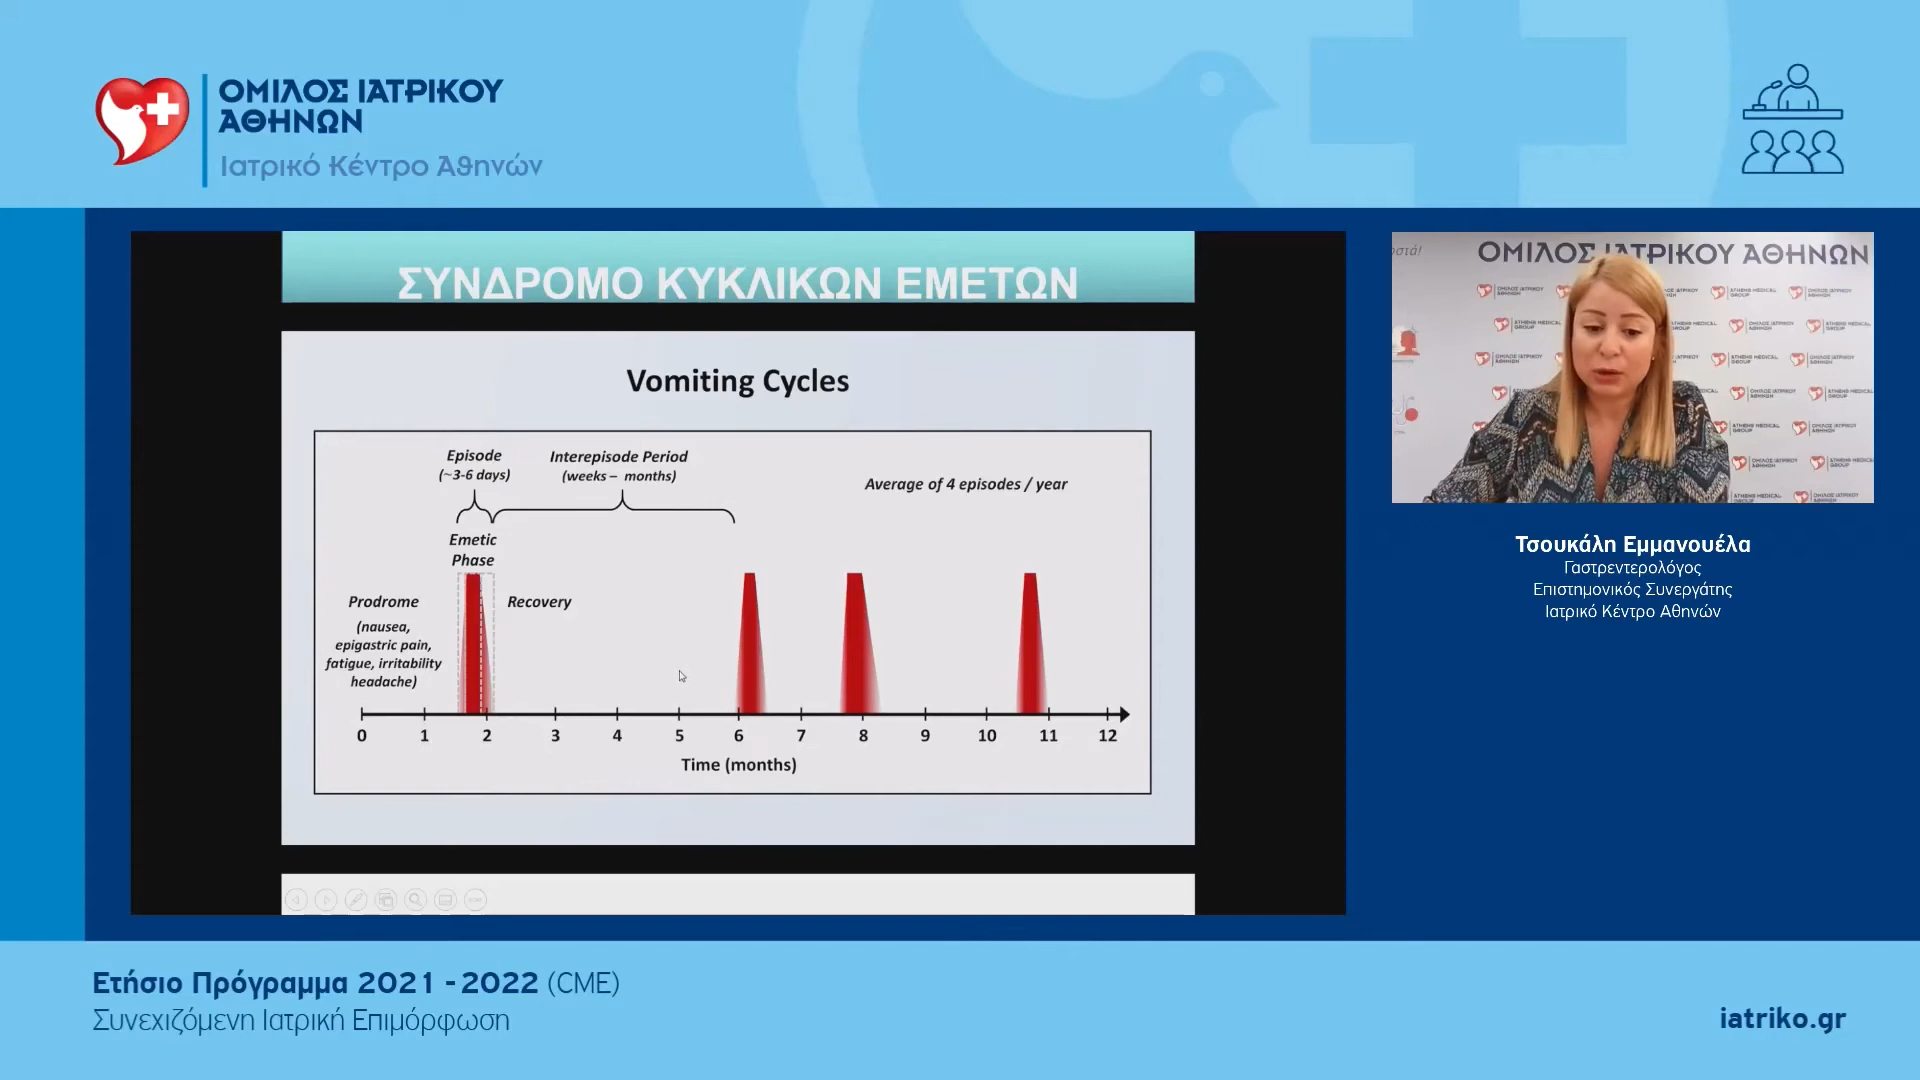 ΟΜΙΛΟΣ ΙΑΤΡΙΚΟΥ
ΑΘΗΝΩΝ
Ιατρικό Κέντρο Αθηνών
ΣΥΝΔΡΟΜΟ ΚΥΚΛΙΚΩΝ ΕΜΕΤΩΝ
Vomiting Cycles
Episode
(~3-6 days)
Interepisode Period
(weeks – months)
Average of 4 episodes / year
Emetic
Phase
Prodrome
(nausea,
epigastric pain,
fatigue, irritability
headache)
Recovery
0 1 2 3 4 5 6 7 8 9 10 11 12
Time (months)
ΟΜΙΛΟΣ ΙΑΤΡΙΚΟΥ ΑΘΗΝΩΝ
Τσουκάλη Εμμανουέλα
Γαστρεντερολόγος
Επιστημονικός Συνεργάτης
Ιατρικό Κέντρο Αθηνών
Ετήσιο Πρόγραμμα 2021 - 2022 (CME)
Συνεχιζόμενη Ιατρική Επιμόρφωση
iatriko.gr